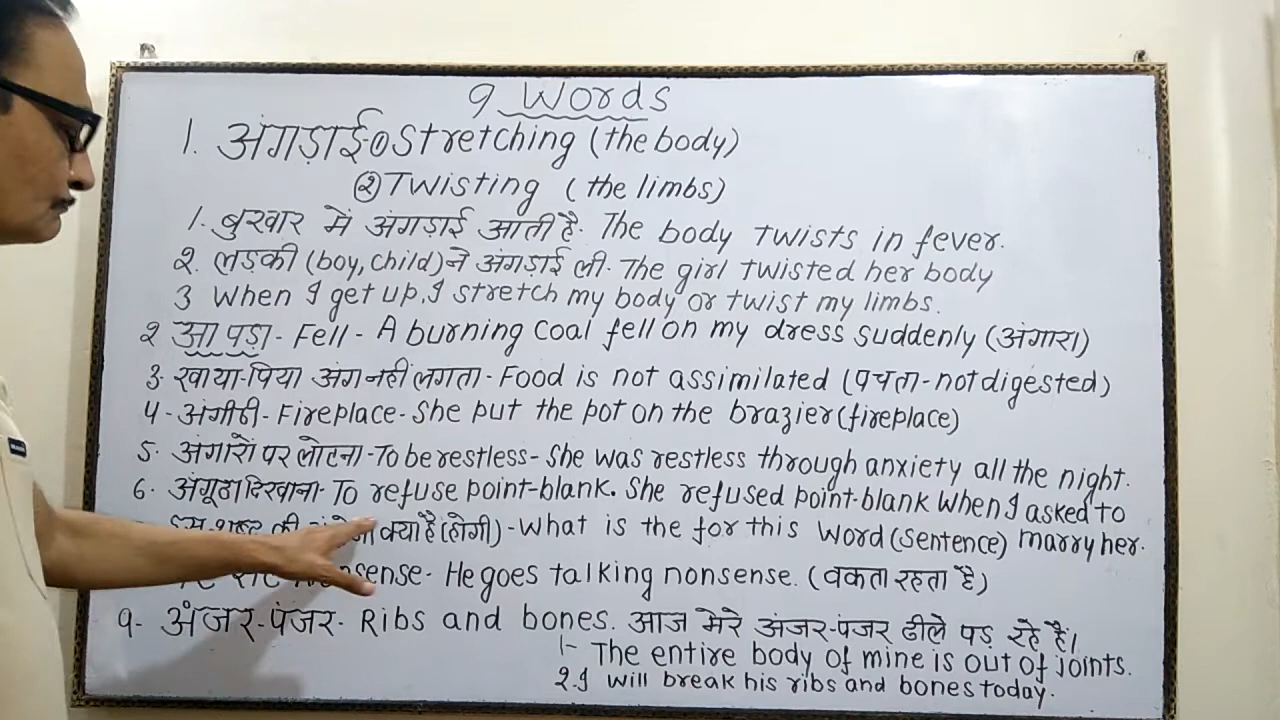 9 Words
1. अंगड़ाई-① Stretching (the body)
② Twisting (the limbs)
1. बुखार में अंगड़ाई आती है. The body twists in fever.
2. लड़की (boy, child) ने अंगड़ाई ली. The girl twisted her body
3 When I get up, I stretch my body or twist my limbs.
2 आ पड़ा - Fell - A burning coal fell on my dress suddenly (अंगारा)
3. खाया-पिया अंग नहीं लगता - Food is not assimilated (पचता - not digested)
4 - अंगीठी - Fireplace - She put the pot on the brazier (fireplace)
5. अंगारों पर लोटना - To be restless - She was restless through anxiety all the night.
6. अंगूठा दिखाना - To refuse point-blank. She refused point-blank when I asked to
क्या है (होगी) - What is the for this word (sentence) marry her.
nsense - He goes talking nonsense. (वकता रहता है)
9- अंजर-पंजर - Ribs and bones. आज मेरे अंजर-पंजर ढीले पड़ रहे हैं।
1- The entire body of mine is out of joints.
2. I will break his ribs and bones today.